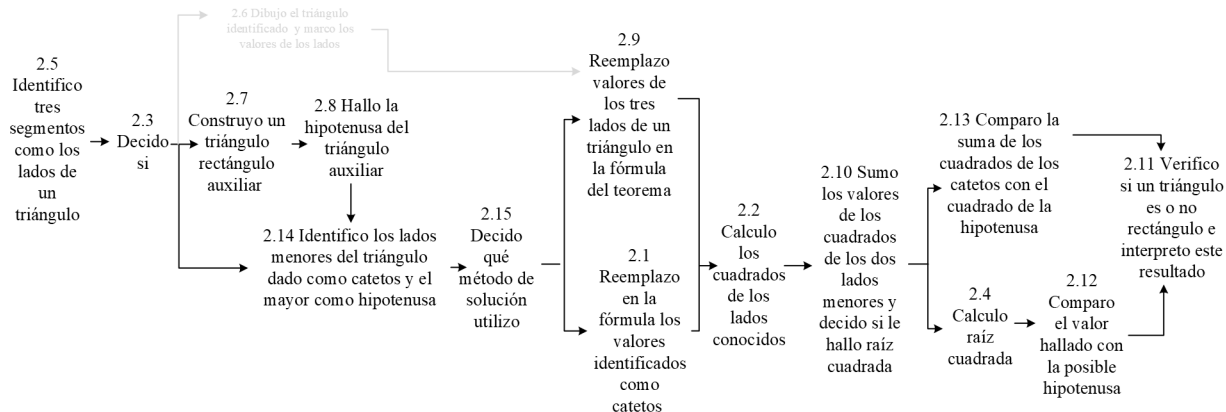 2.6 Dibujo el triángulo
identificado y marco los
valores de los lados
2.5
Identifico
tres
segmentos
como los
lados de
un
triángulo
2.3
Decido
si
2.7
Construyo un
triángulo
rectángulo
auxiliar
2.8 Hallo la
hipotenusa del
triángulo
auxiliar
2.14 Identifico los lados
menores del triángulo
dado como catetos y el
mayor como hipotenusa
2.15
Decido
qué
método de
solución
utilizo
2.9
Reemplazo
valores de
los tres
lados de un
triángulo en
la fórmula
del teorema
2.1
Reemplazo
en la
fórmula los
valores
identificados
como
catetos
2.2
Calculo
los
cuadrados
de los
lados
conocidos
2.10 Sumo
los valores
de los
cuadrados
de los dos
lados
menores y
decido si le
hallo raíz
cuadrada
2.13 Comparo la
suma de los
cuadrados de los
catetos con el
cuadrado de la
hipotenusa
2.4
Calculo
raíz
cuadrada
2.12
Comparo
el valor
hallado con
la posible
hipotenusa
2.11 Verifico
si un triángulo
es o no
rectángulo e
interpreto este
resultado